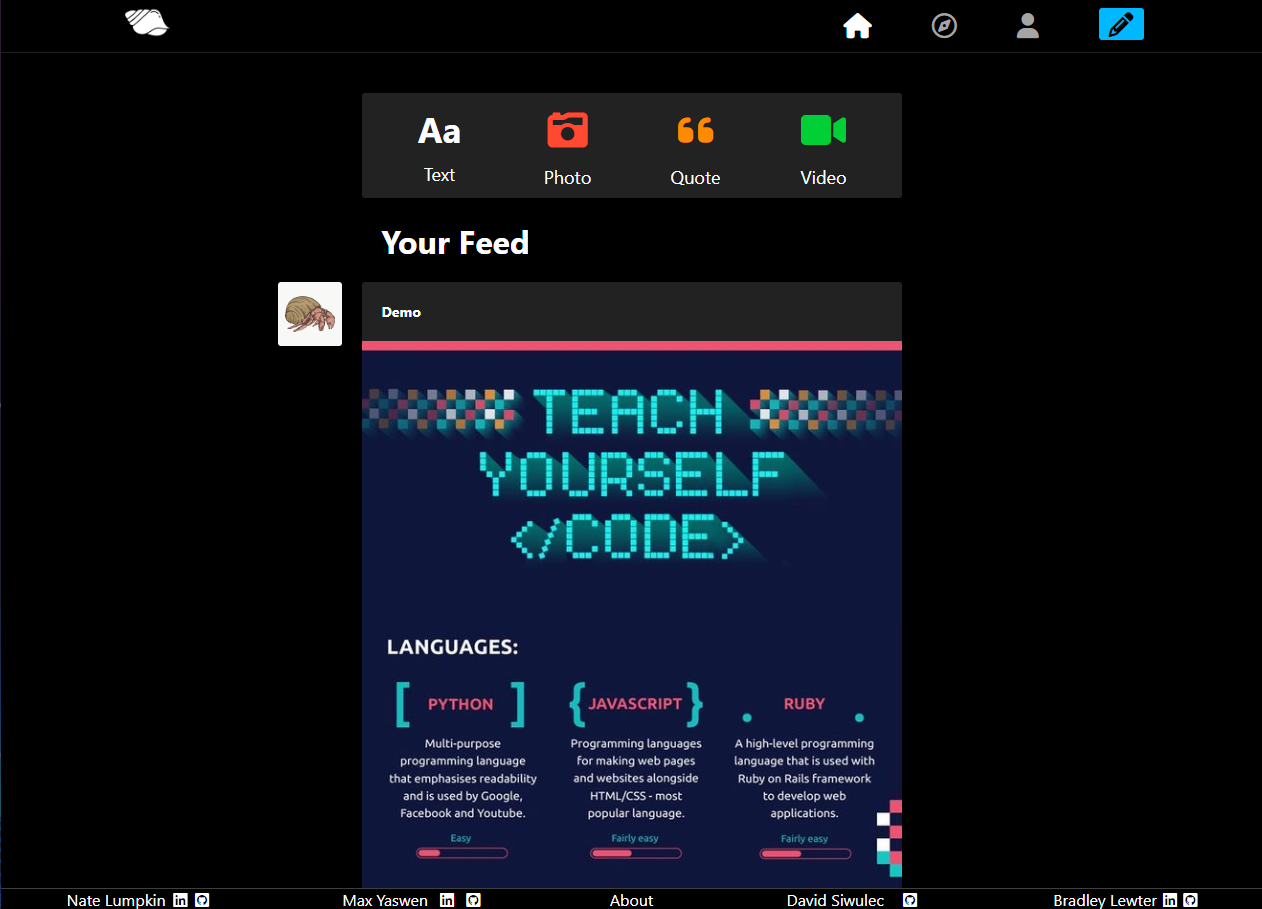 Aa
Text Photo Quote Video
Your Feed
Demo
TEACH
YOURSELF
</CODE>
LANGUAGES:
[ PYTHON ]
Multi-purpose
programming language
that emphasises readability
and is used by Google,
Facebook and Youtube.
Easy
{ JAVASCRIPT }
Programming languages
for making web pages
and websites alongside
HTML/CSS - most
popular language.
Fairly easy
. RUBY .
A high-level programming
language that is used with
Ruby on Rails framework
to develop web
applications.
Fairly easy
Nate Lumpkin in Max Yaswen in About David Siwulec Bradley Lewter in